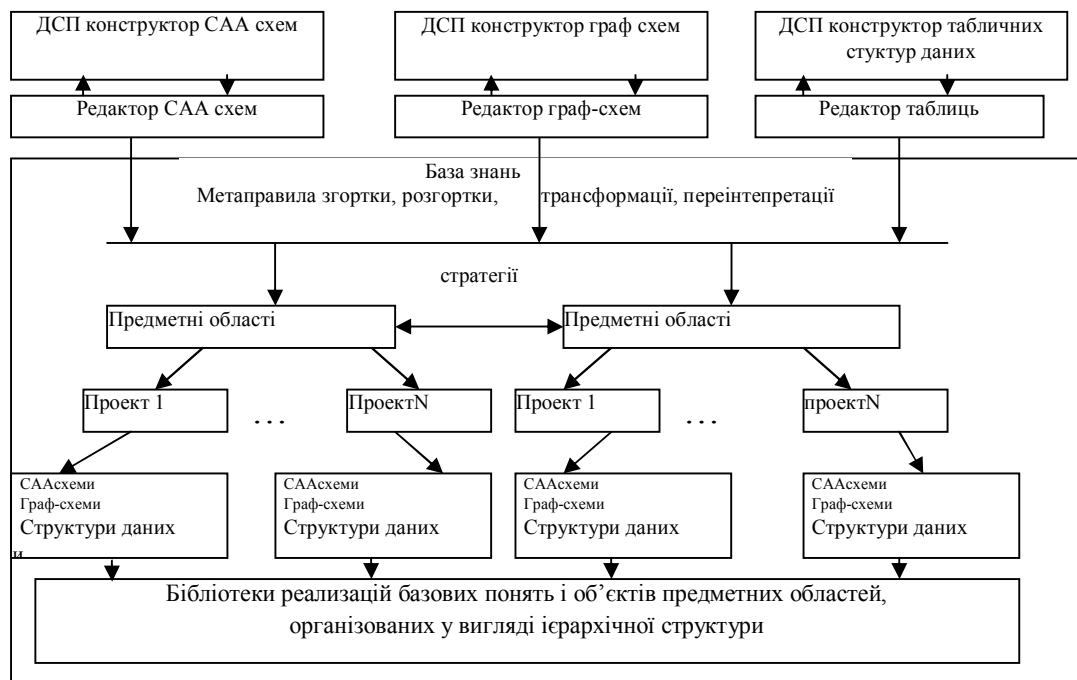 ДСП конструктор САА схем
ДСП конструктор граф схем
ДСП конструктор табличних
стуктур даних
Редактор САА схем
Редактор граф-схем
Редактор таблиць
База знань
Метаправила згортки, розгортки, трансформації, переінтепретації
стратегії
Предметні області
Предметні області
Проект 1
...
ПроектN
Проект 1
...
проектN
СААсхеми
Граф-схеми
Структури даних
и
СААсхеми
Граф-схеми
Структури даних
СААсхеми
Граф-схеми
Структури даних
СААсхеми
Граф-схеми
Структури даних
Бібліотеки реализацій базових понять і об’єктів предметних областей,
організованих у вигляді ієрархічної структури